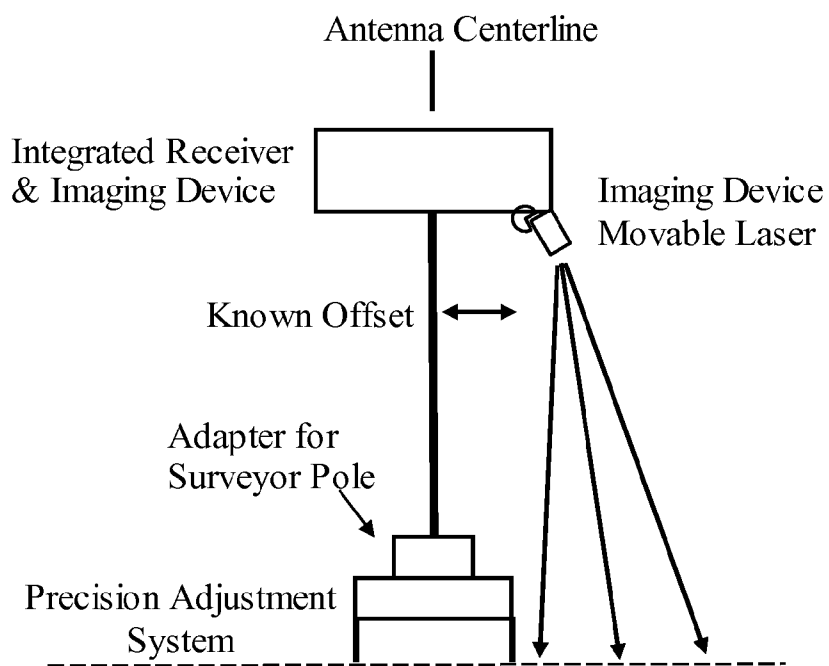 Antenna Centerline
Integrated Receiver
& Imaging Device
Imaging Device
Movable Laser
Known Offset
Adapter for
Surveyor Pole
Precision Adjustment
System